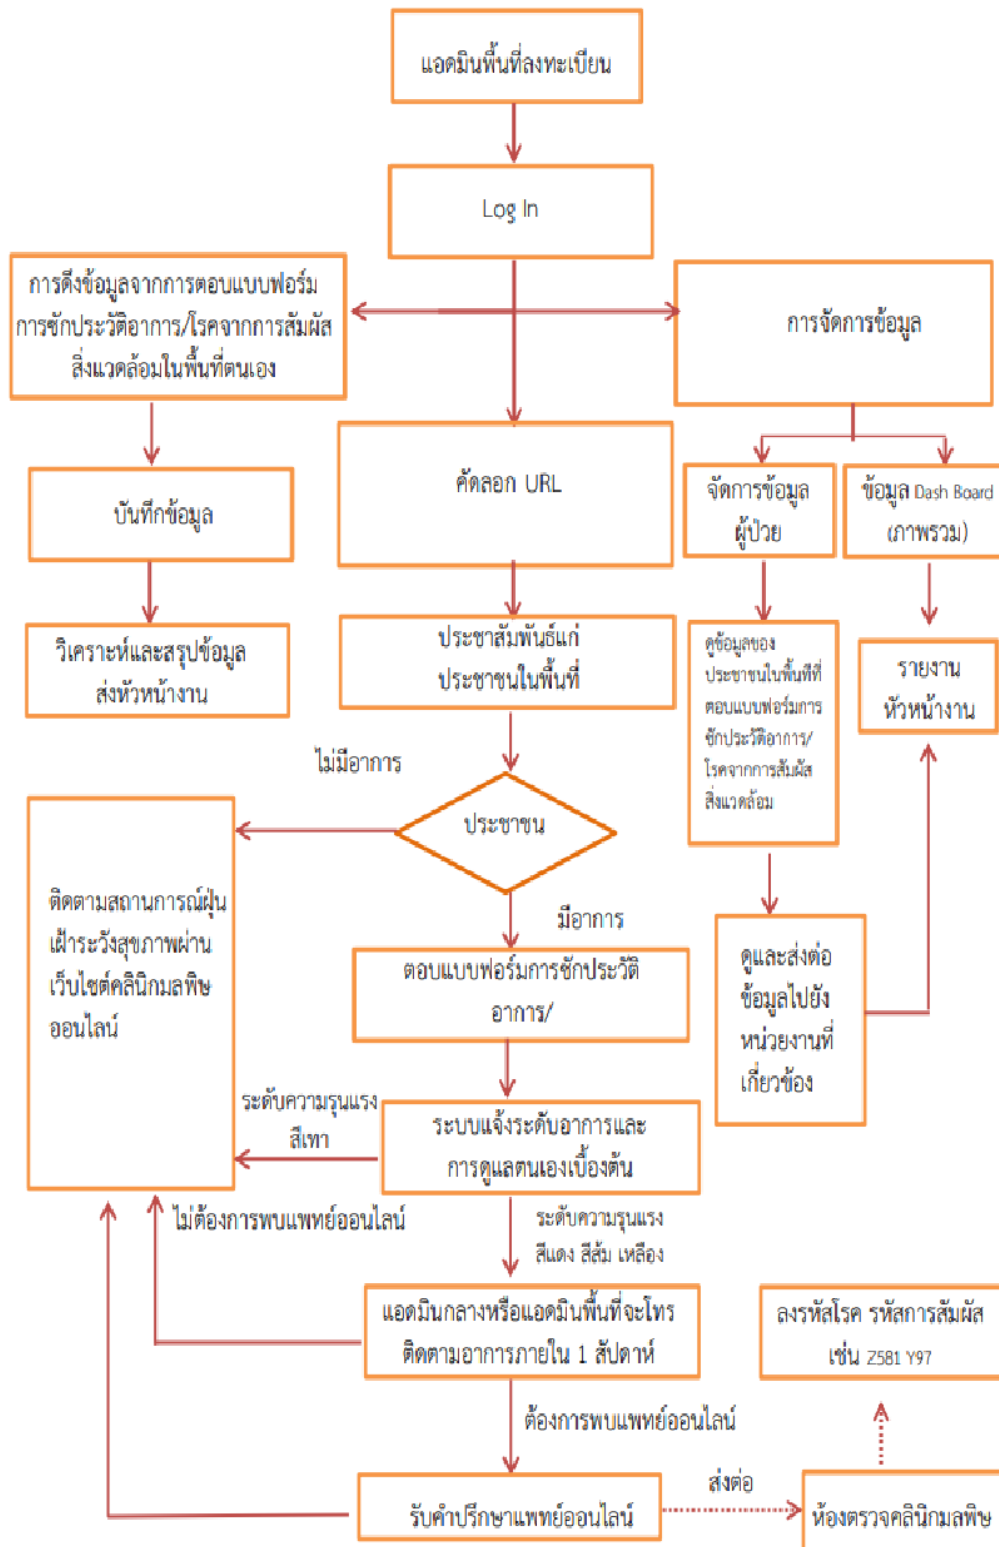 แอดมินพื้นที่ลงทะเบียน
Log In
การดึงข้อมูลจากการตอบแบบฟอร์ม
การซักประวัติอาการ/โรคจากการสัมผัส
สิ่งแวดล้อมในพื้นที่ตนเอง
การจัดการข้อมูล
บันทึกข้อมูล
คัดลอก URL
จัดการข้อมูล
ผู้ป่วย
ข้อมูล Dash Board
(ภาพรวม)
วิเคราะห์และสรุปข้อมูล
ส่งหัวหน้างาน
ประชาสัมพันธ์แก่
ประชาชนในพื้นที่
ดูข้อมูลของ
ประชาชนในพื้นที่ที่
ตอบแบบฟอร์มการ
ซักประวัติอาการ/
โรคจากการสัมผัส
สิ่งแวดล้อม
รายงาน
หัวหน้างาน
ไม่มีอาการ
ประชาชน
มีอาการ
ติดตามสถานการณ์ฝุ่น
เฝ้าระวังสุขภาพผ่าน
เว็บไซต์คลินิกมลพิษ
ออนไลน์
ตอบแบบฟอร์มการซักประวัติ
อาการ/
ดูและส่งต่อ
ข้อมูลไปยัง
หน่วยงานที่
เกี่ยวข้อง
ระดับความรุนแรง
สีเทา
ระบบแจ้งระดับอาการและ
การดูแลตนเองเบื้องต้น
ไม่ต้องการพบแพทย์ออนไลน์
ระดับความรุนแรง
สีแดง สีส้ม เหลือง
แอดมินกลางหรือแอดมินพื้นที่จะโทร
ติดตามอาการภายใน 1 สัปดาห์
ลงรหัสโรค รหัสการสัมผัส
เช่น Z581 Y97
ต้องการพบแพทย์ออนไลน์
รับคำปรึกษาแพทย์ออนไลน์
ส่งต่อ
ห้องตรวจคลินิกมลพิษ